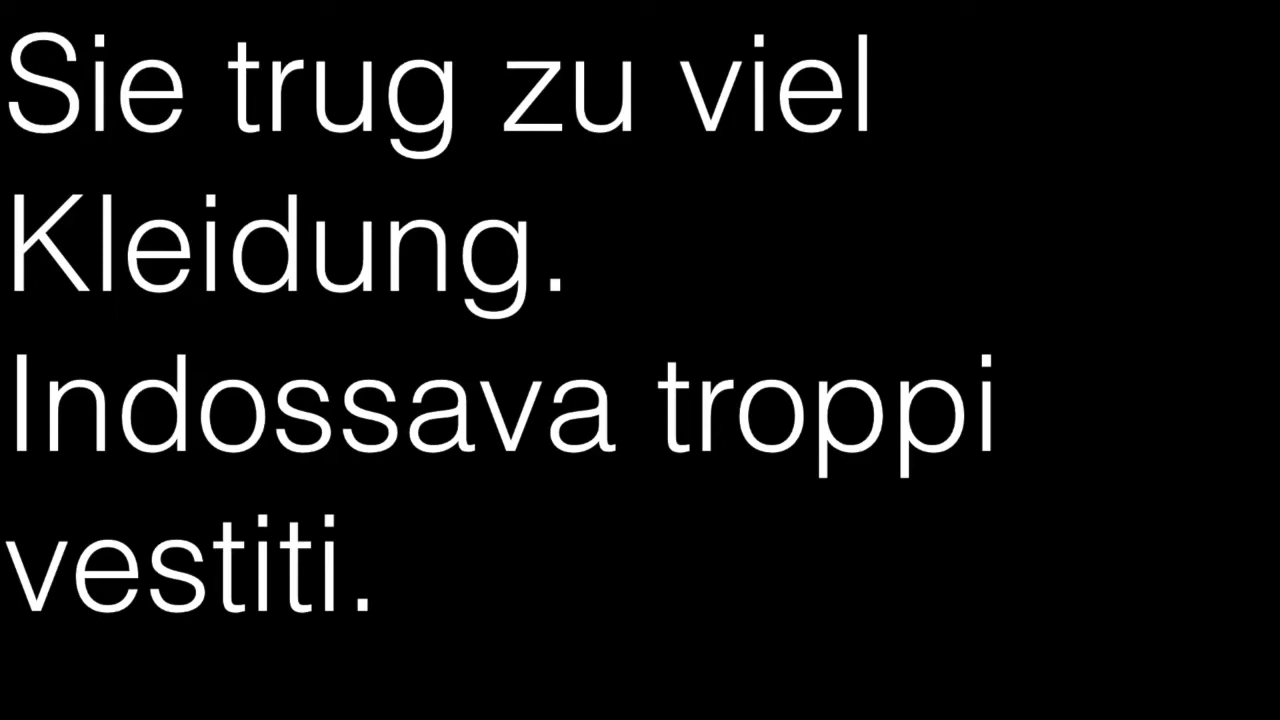 Sie trug zu viel
Kleidung.
Indossava troppi
vestiti.